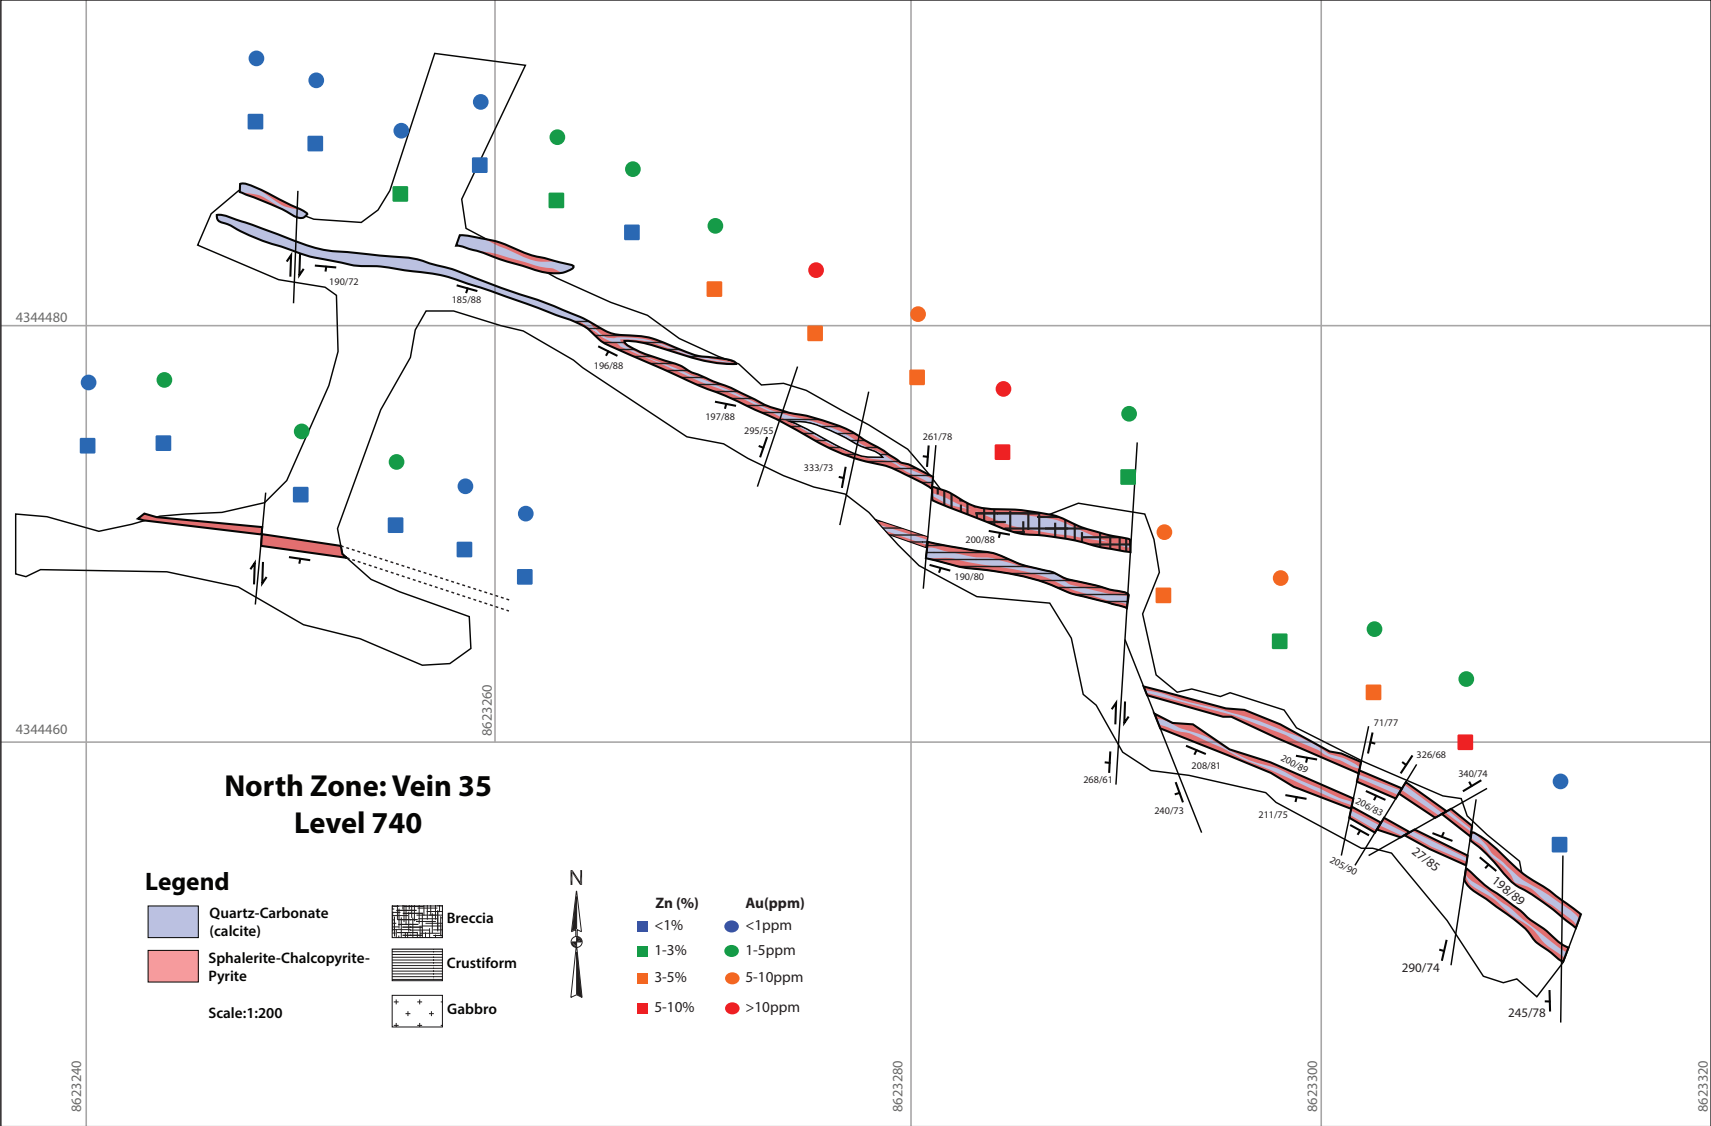 190/72
185/88
4344480
196/88
197/88
295/55
261/78
333/73
200/88
190/80
8623260
4344460
71/77
326/68
208/81
200/89
268/61
340/74
240/73
211/75
206/83
205/90
27/85
198/89
290/74
245/78
North Zone: Vein 35
Level 740
Legend
Quartz-Carbonate
(calcite)
Sphalerite-Chalcopyrite-
Pyrite
Scale:1:200
Breccia
Crustiform
Gabbro
N
Zn (%)
Au(ppm)
<1%
<1ppm
1-3%
1-5ppm
3-5%
5-10ppm
5-10%
>10ppm
8623240
8623280
8623300
8623320